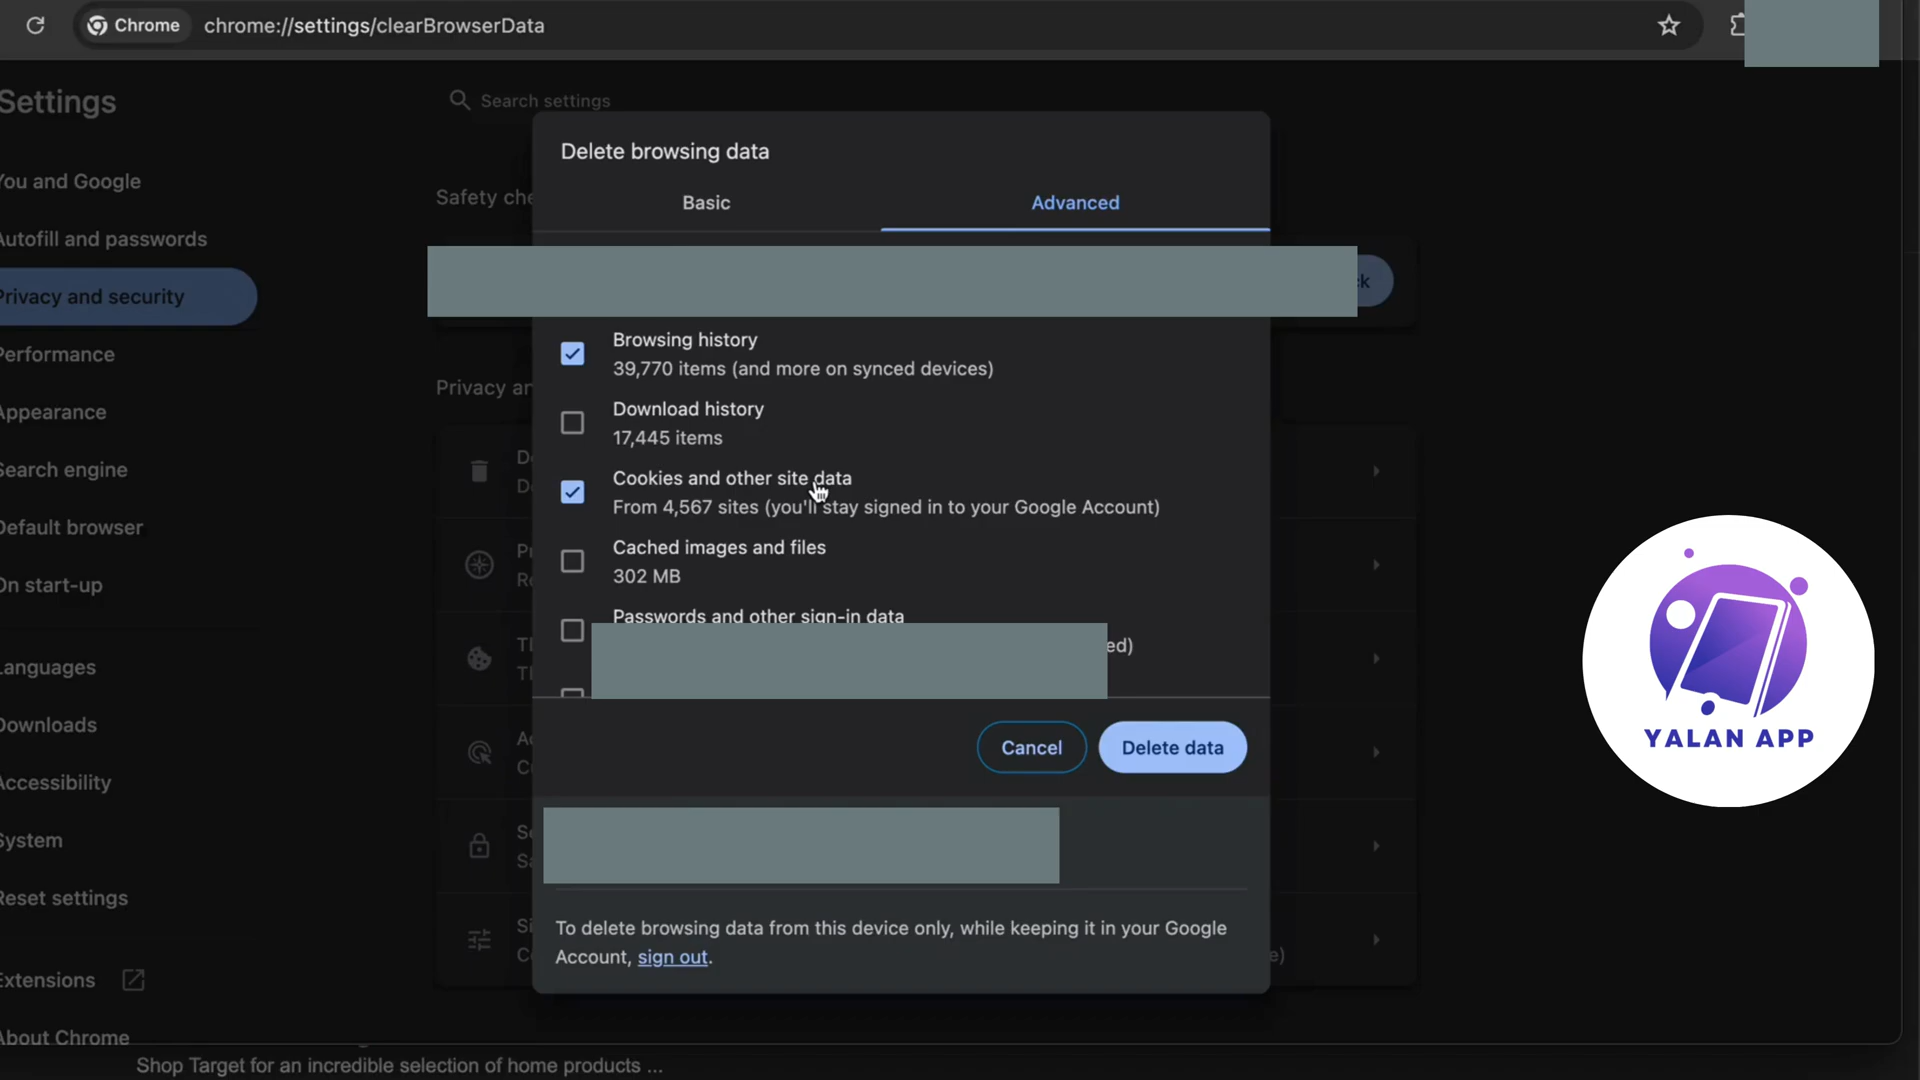 Chrome
chrome://settings/clearBrowserData
Settings
Search settings
You and Google
Autofill and passwords
Privacy and security
Performance
Appearance
Search engine
Default browser
On start-up
Languages
Downloads
Accessibility
System
Reset settings
Extensions
About Chrome
Safety che
Privacy an
Delete browsing data
Basic
Advanced
k
Browsing history
39,770 items (and more on synced devices)
Download history
17,445 items
Cookies and other site data
From 4,567 sites (you'll stay signed in to your Google Account)
Cached images and files
302 MB
Passwords and other sign-in data
ed)
Cancel
Delete data
To delete browsing data from this device only, while keeping it in your Google
Account, sign out.
e)
YALAN APP
Shop Target for an incredible selection of home products ...